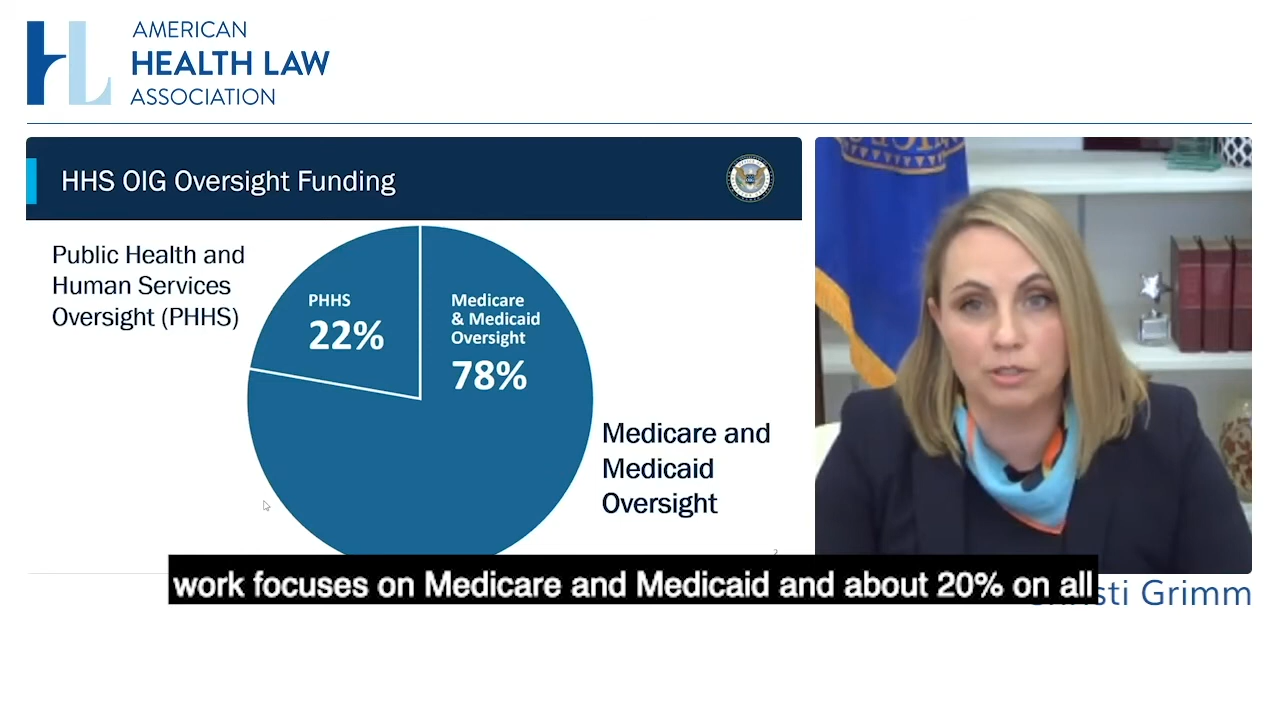 AMERICAN
HEALTH LAW
ASSOCIATION
HHS OIG Oversight Funding
Public Health and
Human Services
Oversight (PHHS)
PHHS
22%
Medicare
& Medicaid
Oversight
78%
Medicare and
Medicaid
Oversight
2
work focuses on Medicare and Medicaid and about 20% on all
Grimm